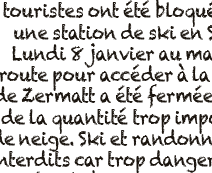 touristes ont été bloqu
une station de ski en S
Lundi 8 janvier au ma
route pour accéder à la
de Zermatt a été fermée
de la quantité trop impo
de neige. Ski et randonn
nterdits car trop danger